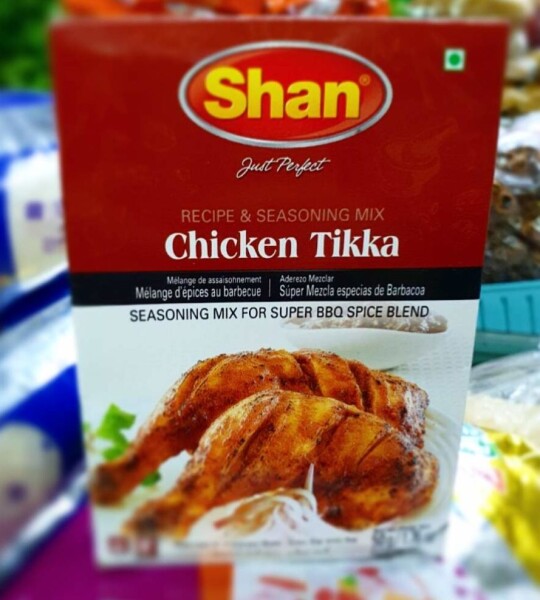 Shan®
Just Perfect
RECIPE & SEASONING MIX
Chicken Tikka
Mélange de assaisonnement
Mélange d'épices au barbecue
Aderezo Mezclar
Súper Mezcla especias de Barbacoa
SEASONING MIX FOR SUPER BBQ SPICE BLEND